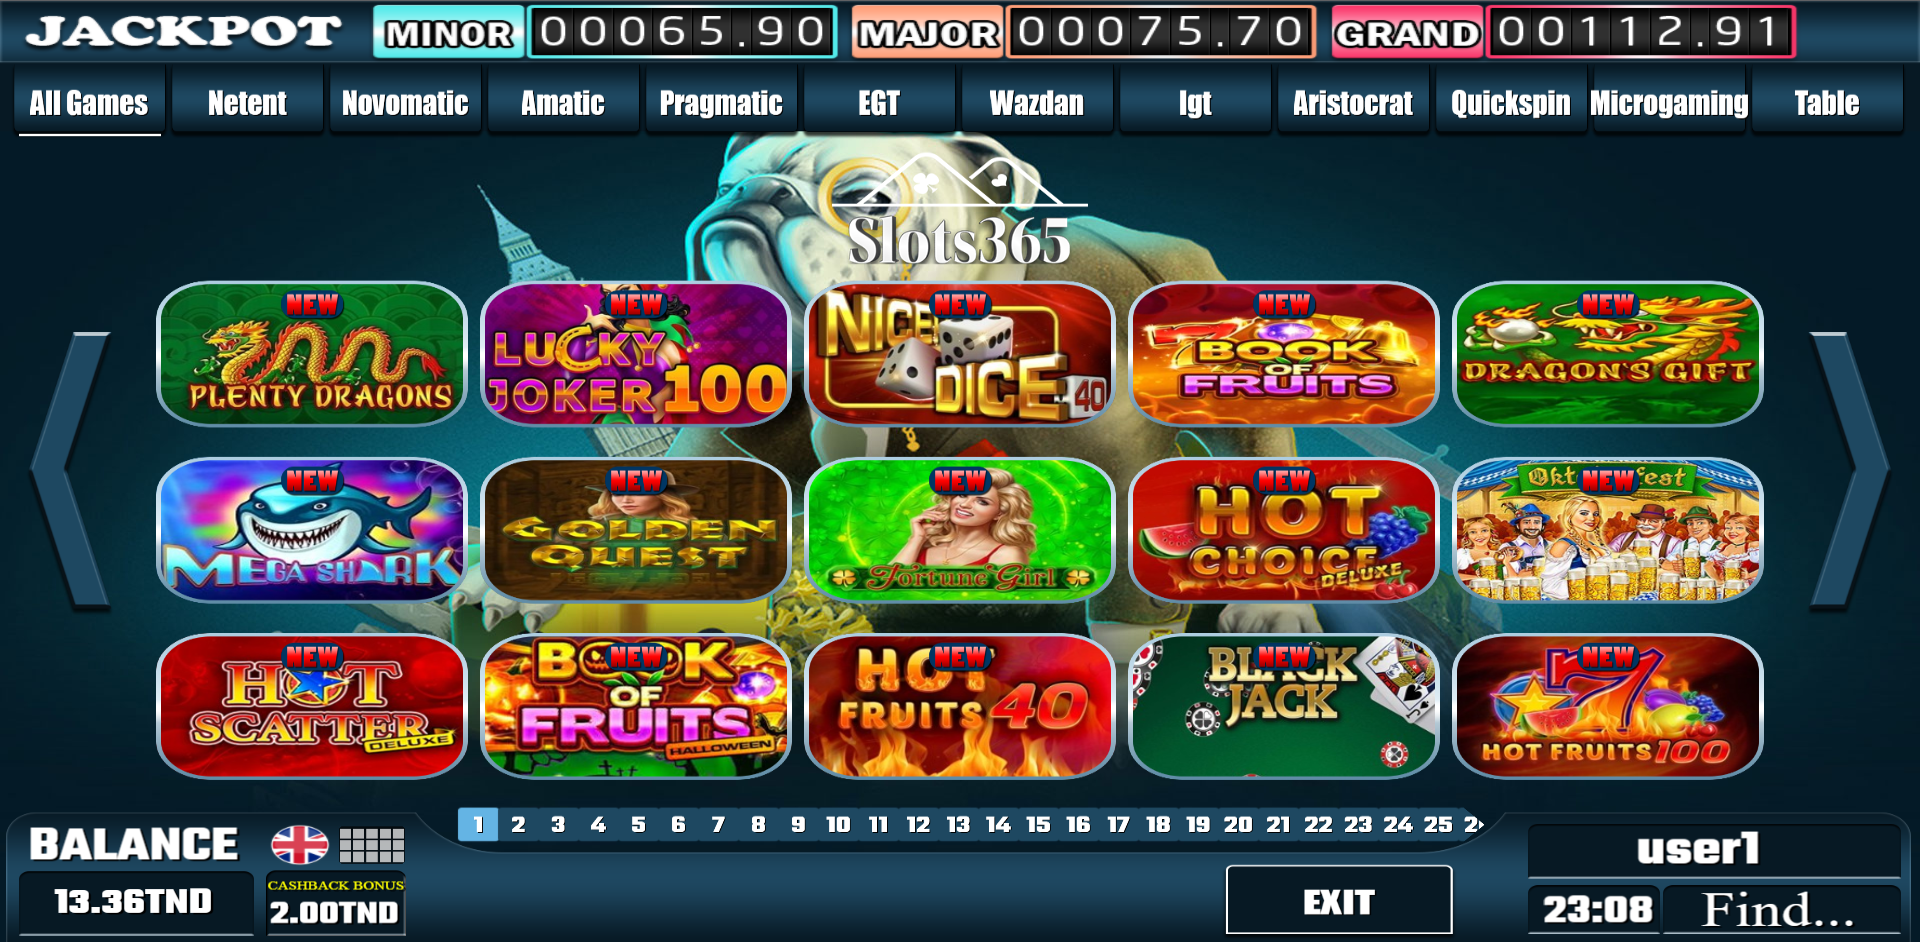 JACKPOT MINOR 00065.90 MAJOR 00075.70 GRAND 00112.91
All Games Netent Novomatic Amatic Pragmatic EGT Wazdan Igt Aristocrat Quickspin Microgaming Table
Slots365
NEW NEW NEW NEW NEW
PLENTY DRAGONS
LUCKY
JOKER 100
NICE
DICE 40
BOOK
OF
FRUITS
DRAGON'S GIFT
NEW NEW NEW NEW NEW
MEGA SHARK
GOLDEN
QUEST
Fortune Girl
HOT
CHOICE
DELUXE
NEW NEW NEW NEW NEW
HOT
SCATTER
DELUXE
BOOK
OF
FRUITS
HALLOWEEN
HOT
FRUITS 40
BLACK
JACK
HOT FRUITS 100
1 2 3 4 5 6 7 8 9 10 11 12 13 14 15 16 17 18 19 20 21 22 23 24 25
BALANCE
13.36TND
CASHBACK BONUS
2.00TND
EXIT
user1
23:08 Find...